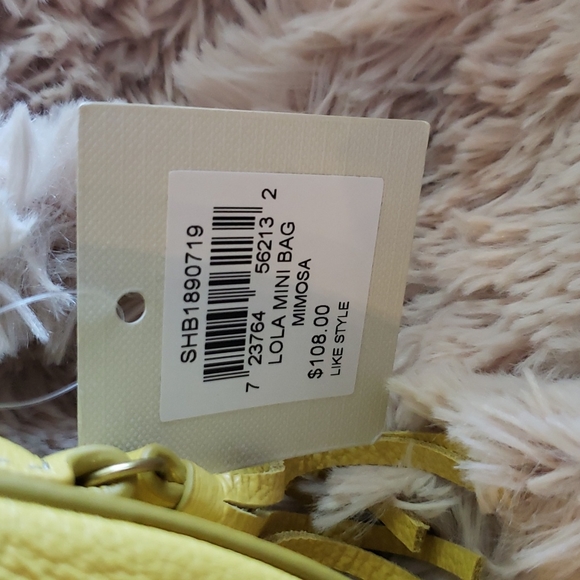 SHB1890719
7 23764 56213 2
LOLA MINI BAG
MIMOSA
$108.00
LIKE STYLE